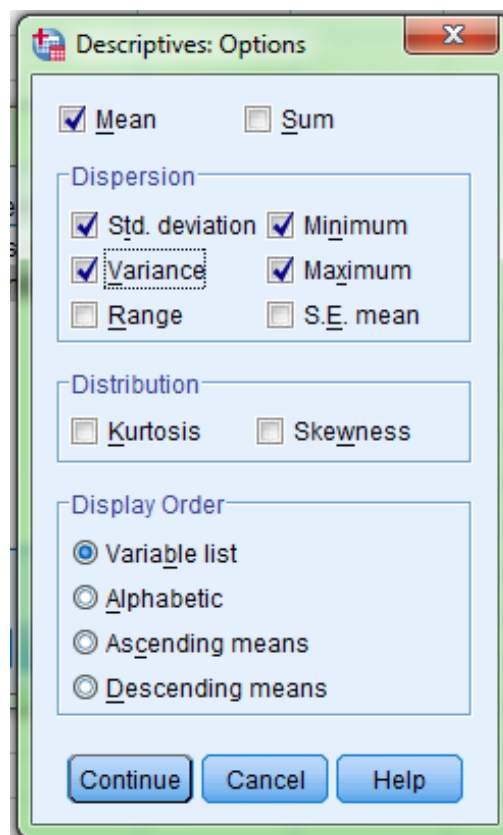 Descriptives: Options
Mean Sum
Dispersion
Std. deviation Minimum
Variance Maximum
Range S.E. mean
Distribution
Kurtosis Skewness
Display Order
Variable list
Alphabetic
Ascending means
Descending means
Continue Cancel Help